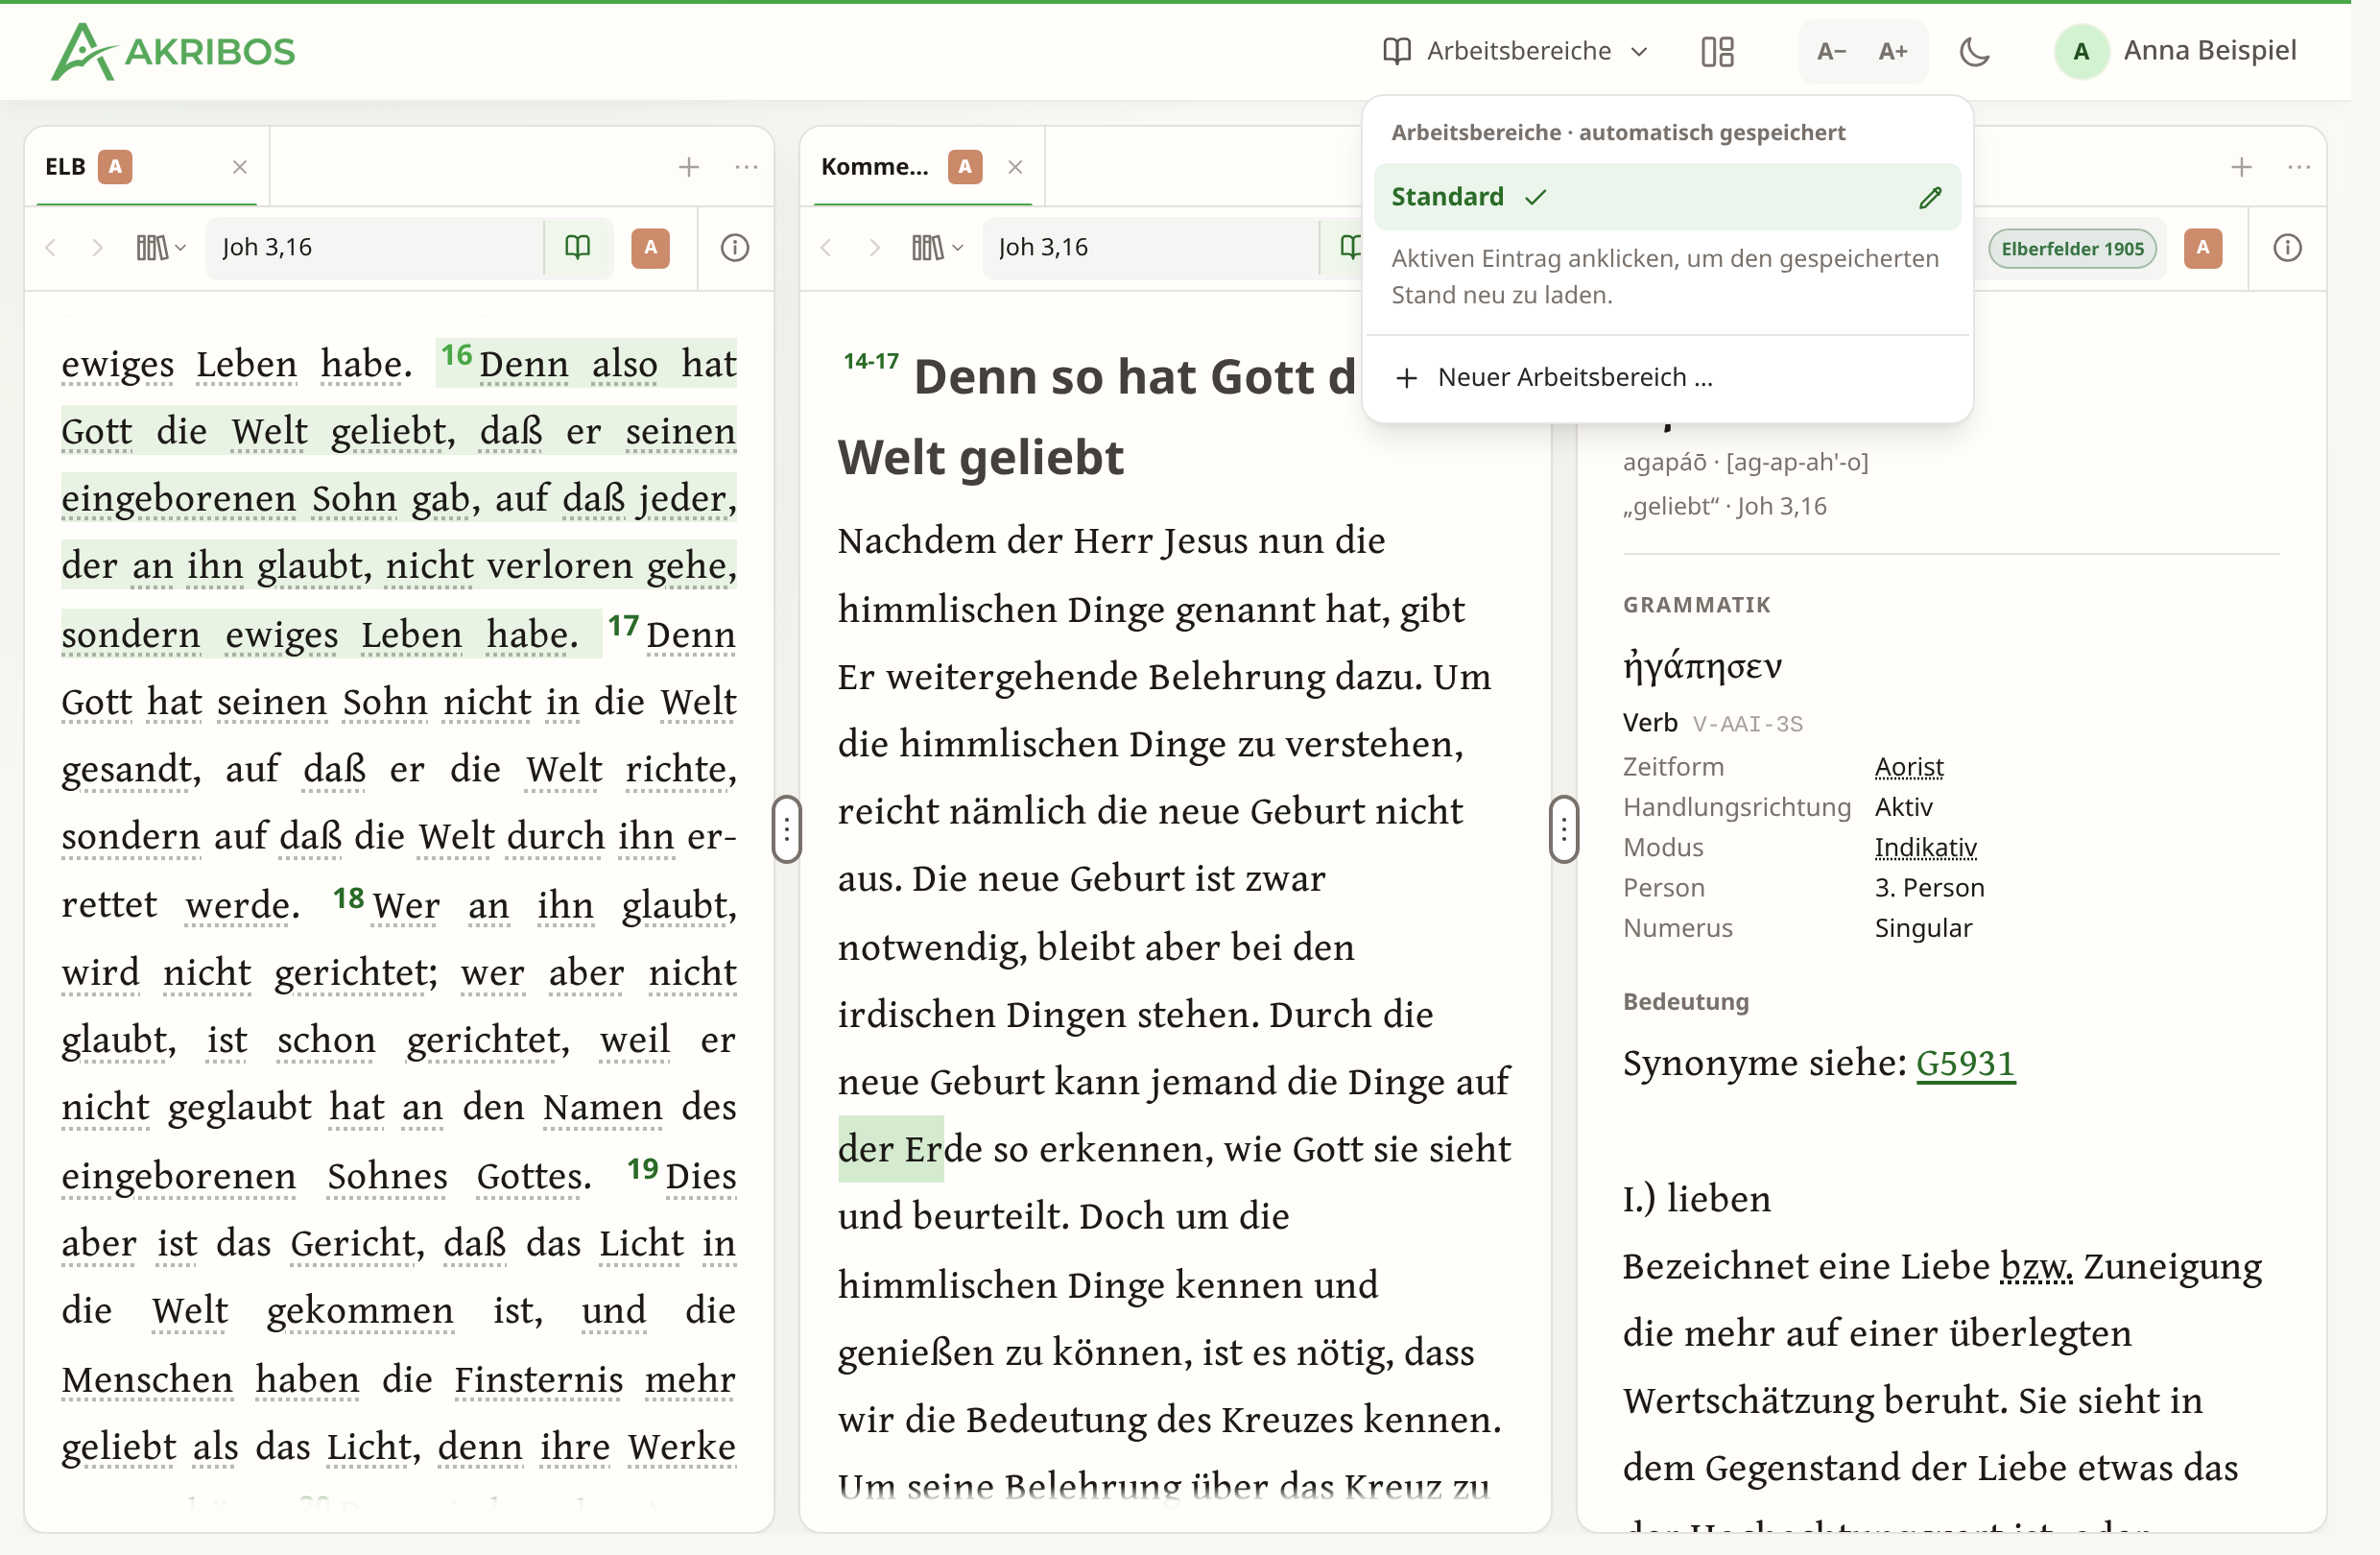 AKRIBOS
Arbeitsbereiche
A−
A+
A
Anna Beispiel
Arbeitsbereiche · automatisch gespeichert
Standard
Aktiven Eintrag anklicken, um den gespeicherten
Stand neu zu laden.
Neuer Arbeitsbereich ...
ELB A
Joh 3,16
A
ewiges Leben habe. 16 Denn also hat
Gott die Welt geliebt, daß er seinen
eingeborenen Sohn gab, auf daß jeder,
der an ihn glaubt, nicht verloren gehe,
sondern ewiges Leben habe. 17 Denn
Gott hat seinen Sohn nicht in die Welt
gesandt, auf daß er die Welt richte,
sondern auf daß die Welt durch ihn er-
rettet werde. 18 Wer an ihn glaubt,
wird nicht gerichtet; wer aber nicht
glaubt, ist schon gerichtet, weil er
nicht geglaubt hat an den Namen des
eingeborenen Sohnes Gottes. 19 Dies
aber ist das Gericht, daß das Licht in
die Welt gekommen ist, und die
Menschen haben die Finsternis mehr
geliebt als das Licht, denn ihre Werke
Komme... A
Joh 3,16
14-17 Denn so hat Gott d
Welt geliebt
Nachdem der Herr Jesus nun die
himmlischen Dinge genannt hat, gibt
Er weitergehende Belehrung dazu. Um
die himmlischen Dinge zu verstehen,
reicht nämlich die neue Geburt nicht
aus. Die neue Geburt ist zwar
notwendig, bleibt aber bei den
irdischen Dingen stehen. Durch die
neue Geburt kann jemand die Dinge auf
der Erde so erkennen, wie Gott sie sieht
und beurteilt. Doch um die
himmlischen Dinge kennen und
genießen zu können, ist es nötig, dass
wir die Bedeutung des Kreuzes kennen.
Um seine Belehrung über das Kreuz zu
Elberfelder 1905
A
agapáō · [ag-ap-ah'-o]
„geliebt“ · Joh 3,16
GRAMMATIK
ἠγάπησεν
Verb V-AAI-3S
Zeitform Aorist
Handlungsrichtung Aktiv
Modus Indikativ
Person 3. Person
Numerus Singular
Bedeutung
Synonyme siehe: G5931
I.) lieben
Bezeichnet eine Liebe bzw. Zuneigung
die mehr auf einer überlegten
Wertschätzung beruht. Sie sieht in
dem Gegenstand der Liebe etwas das